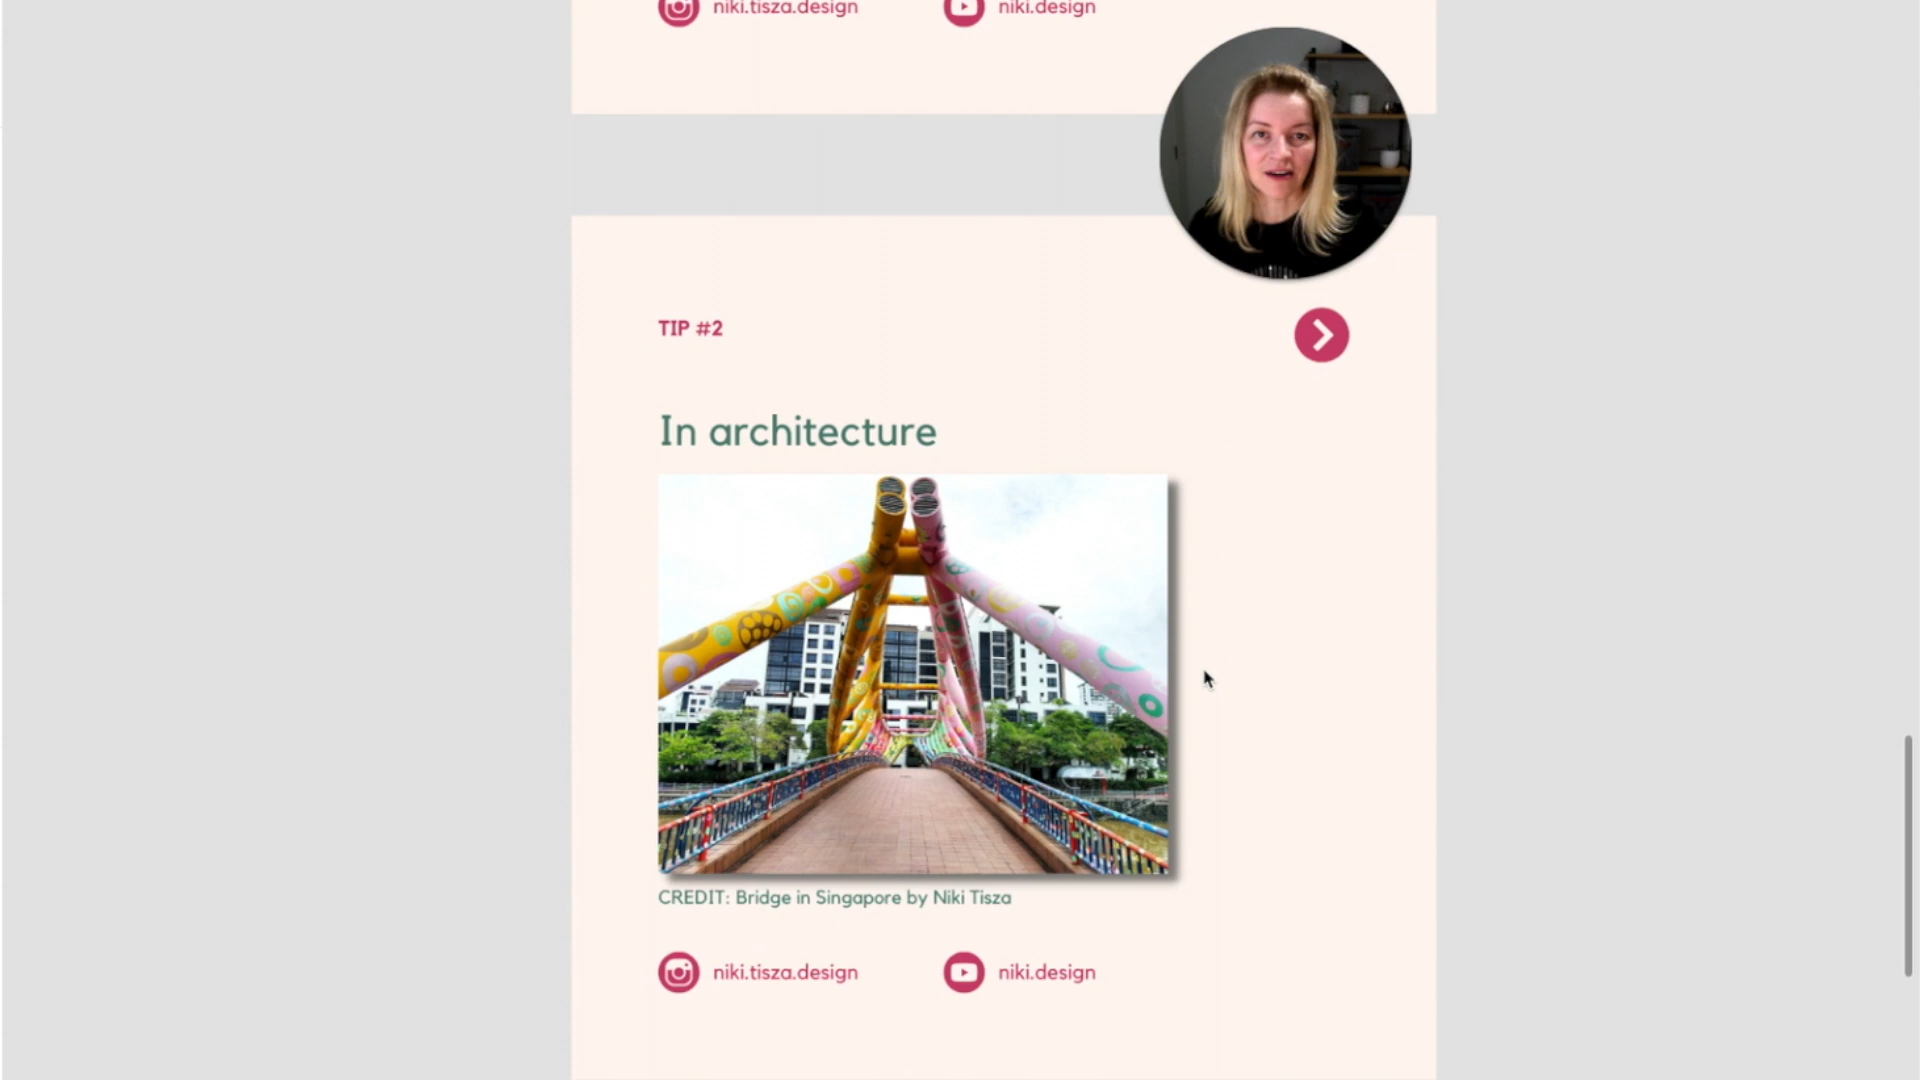 niki.tisza.design niki.design
TIP #2
In architecture
CREDIT: Bridge in Singapore by Niki Tisza
niki.tisza.design niki.design